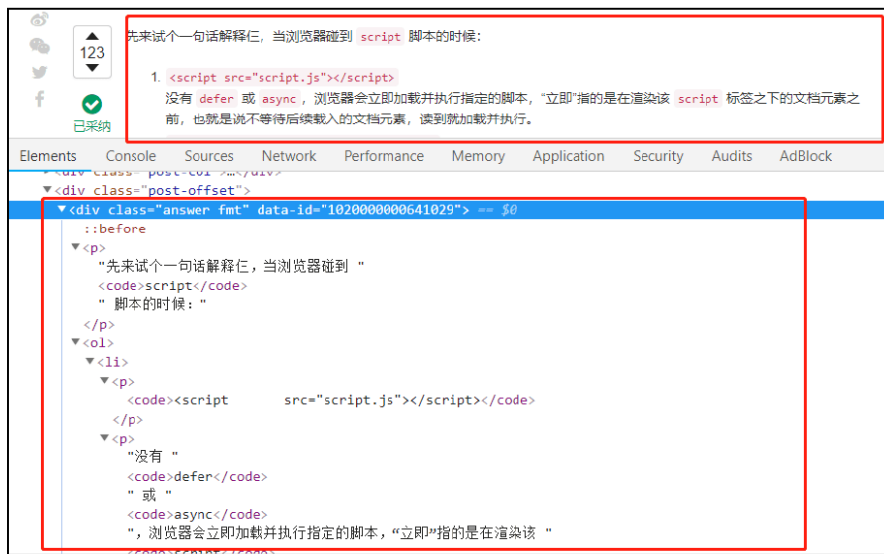 先来试个一句话解释仨，当浏览器碰到 script 脚本的时候：
123
1. <script src="script.js"></script>
没有 defer 或 async，浏览器会立即加载并执行指定的脚本，“立即”指的是在渲染该 script 标签之下的文档元素之
前，也就是说不等待后续载入的文档元素，读到就加载并执行。
已采纳
Elements Console Sources Network Performance Memory Application Security Audits AdBlock
▼<div class="post-offset">
▼<div class="answer fmt" data-id="1020000000641029"> == $0
::before
▼<p>
"先来试个一句话解释仨，当浏览器碰到 "
<code>script</code>
" 脚本的时候："
</p>
▼<ol>
▼<li>
▼<p>
<code><script       src="script.js"></script></code>
</p>
▼<p>
"没有 "
<code>defer</code>
" 或 "
<code>async</code>
"，浏览器会立即加载并执行指定的脚本，“立即”指的是在渲染该 "
<code>script</code>